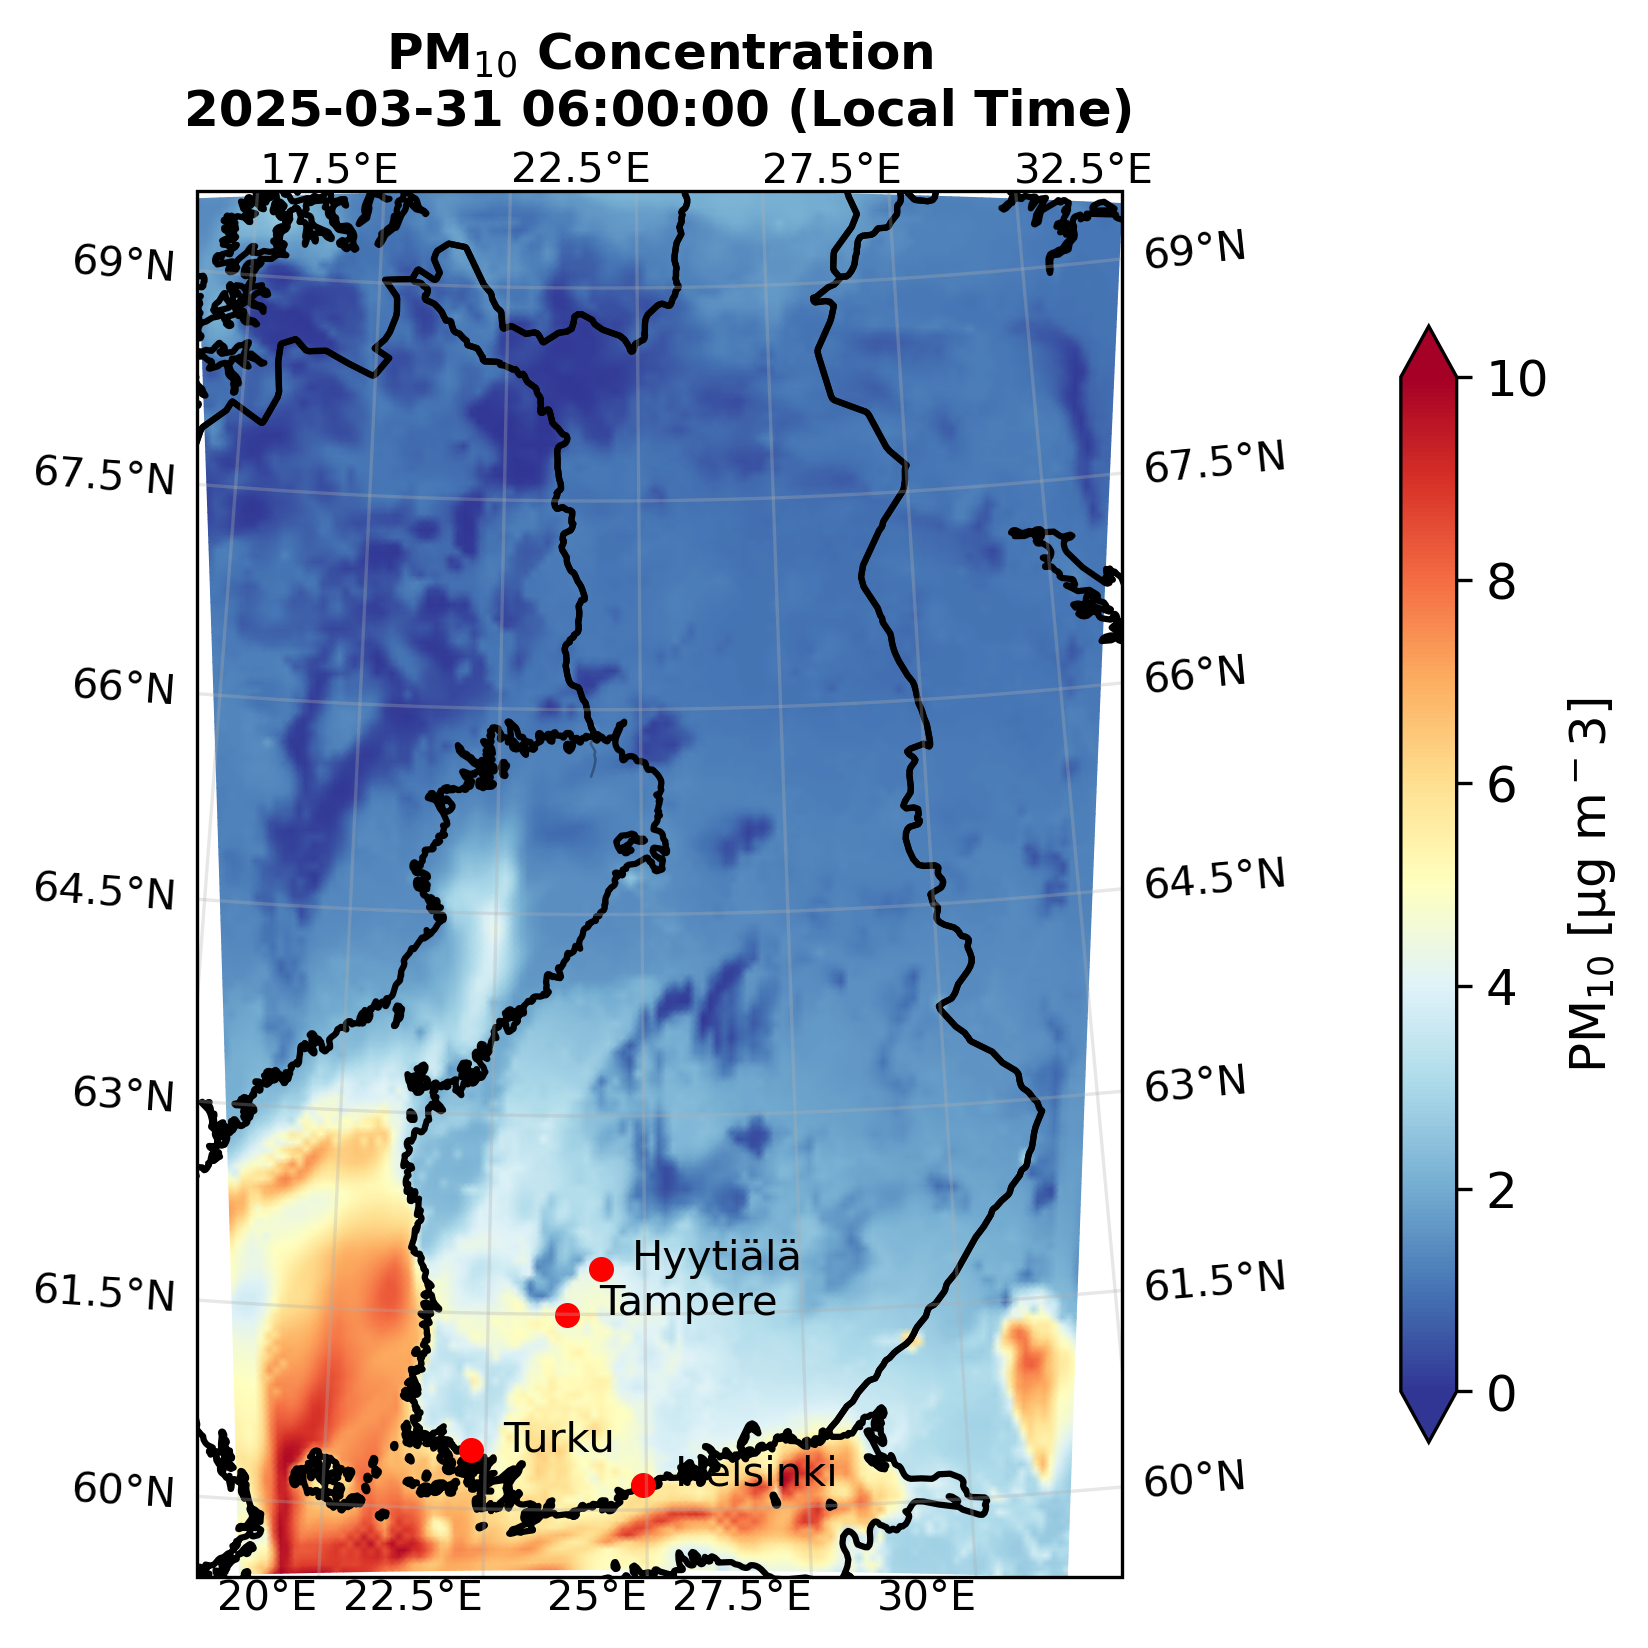 PM₁₀ Concentration
2025-03-31 06:00:00 (Local Time)
17.5°E 22.5°E 27.5°E 32.5°E
69°N 69°N
67.5°N 67.5°N
66°N 66°N
64.5°N 64.5°N
63°N 63°N
61.5°N 61.5°N
60°N 60°N
Hyytiälä
Tampere
Turku
Helsinki
20°E 22.5°E 25°E 27.5°E 30°E
10
8
6
4
2
0
PM₁₀ [µg m⁻ 3]